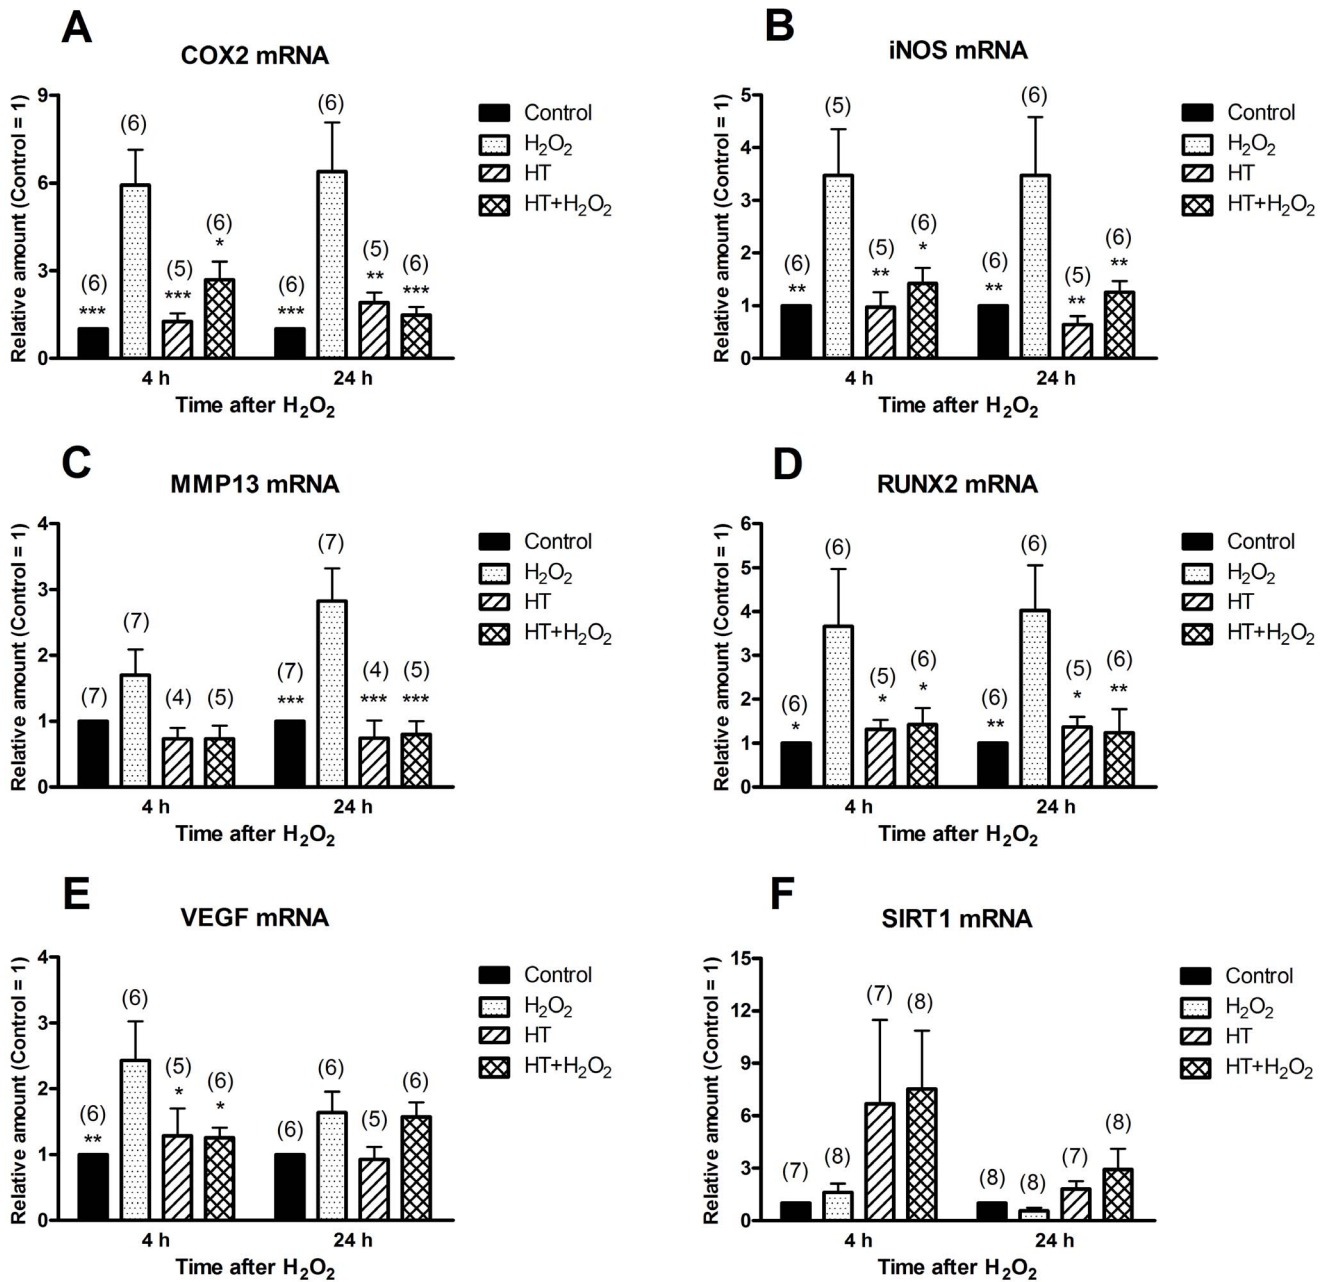 A
COX2 mRNA
Relative amount (Control = 1)
9
6
3
0
(6)
***
(6)
(5)
***
(6)
*
(6)
***
(6)
(5)
**
(6)
***
4 h
24 h
Time after H₂O₂
Control
H₂O₂
HT
HT+H₂O₂
B
iNOS mRNA
Relative amount (Control = 1)
5
4
3
2
1
0
(6)
**
(5)
(5)
**
(6)
*
(6)
**
(6)
(5)
**
(6)
**
4 h
24 h
Time after H₂O₂
Control
H₂O₂
HT
HT+H₂O₂
C
MMP13 mRNA
Relative amount (Control = 1)
4
3
2
1
0
(7)
(7)
(4)
(5)
(7)
***
(7)
(4)
***
(5)
***
4 h
24 h
Time after H₂O₂
Control
H₂O₂
HT
HT+H₂O₂
D
RUNX2 mRNA
Relative amount (Control = 1)
6
5
4
3
2
1
0
(6)
*
(6)
(5)
*
(6)
*
(6)
**
(6)
(5)
*
(6)
**
4 h
24 h
Time after H₂O₂
Control
H₂O₂
HT
HT+H₂O₂
E
VEGF mRNA
Relative amount (Control = 1)
4
3
2
1
0
(6)
**
(6)
(5)
*
(6)
*
(6)
(6)
(5)
(6)
4 h
24 h
Time after H₂O₂
Control
H₂O₂
HT
HT+H₂O₂
F
SIRT1 mRNA
Relative amount (Control = 1)
15
12
9
6
3
0
(7)
(8)
(7)
(8)
(8)
(8)
(7)
(8)
4 h
24 h
Time after H₂O₂
Control
H₂O₂
HT
HT+H₂O₂